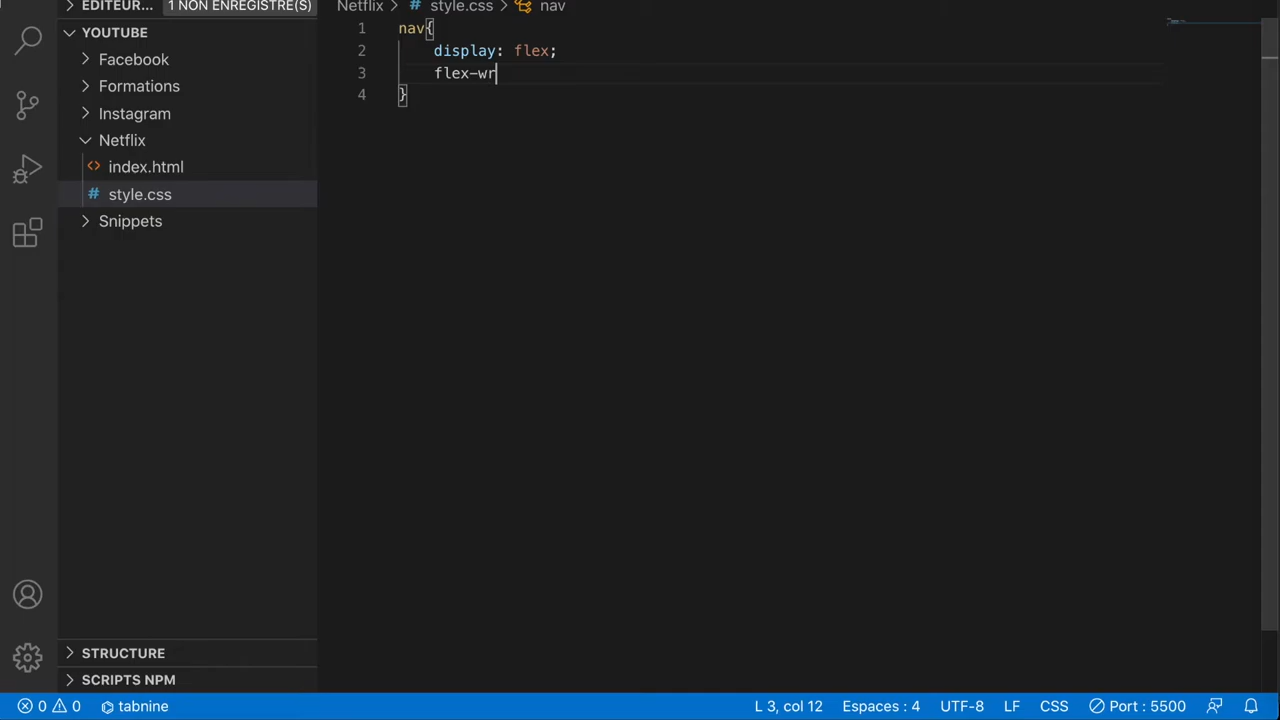 EDITEUR... 1 NON ENREGISTRÉ(S)
YOUTUBE
Facebook
Formations
Instagram
Netflix
index.html
style.css
Snippets
STRUCTURE
SCRIPTS NPM
Netflix > # style.css > nav
1 nav{
2 display: flex;
3 flex-wr
4 }
0 0 tabnine L 3, col 12 Espaces : 4 UTF-8 LF CSS Port : 5500